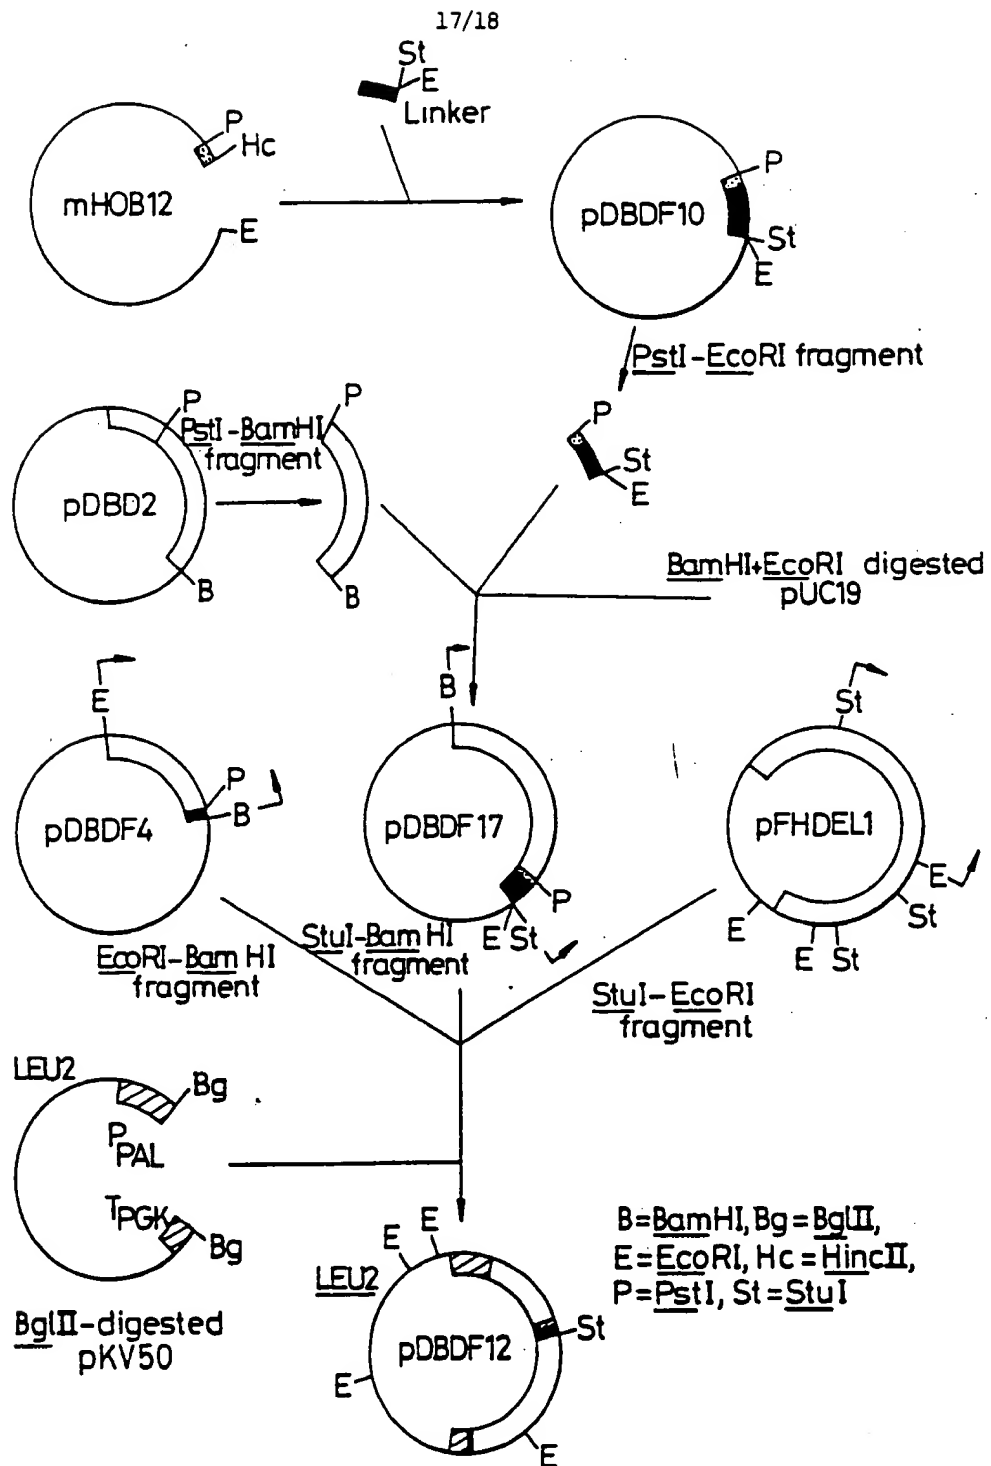 17/18
St
E
Linker
P
Hc
mHOB12
E
pDBDF10
P
St
E
PstI-EcoRI fragment
P
St
E
pDBD2
P
B
PstI-BamHI
fragment
P
B
BamHI+EcoRI digested
pUC19
E
pDBDF4
P
B
B
pDBDF17
P
E St
St
pFHDEL1
E
St
E
E St
EcoRI-Bam HI
fragment
StuI-Bam HI
fragment
StuI-EcoRI
fragment
LEU2
Bg
PPAL
TPGK
Bg
BglII-digested
pKV50
E
E
LEU2
St
pDBDF12
E
E
B=BamHI, Bg=BglII,
E=EcoRI, Hc=HincII,
P=PstI, St=StuI